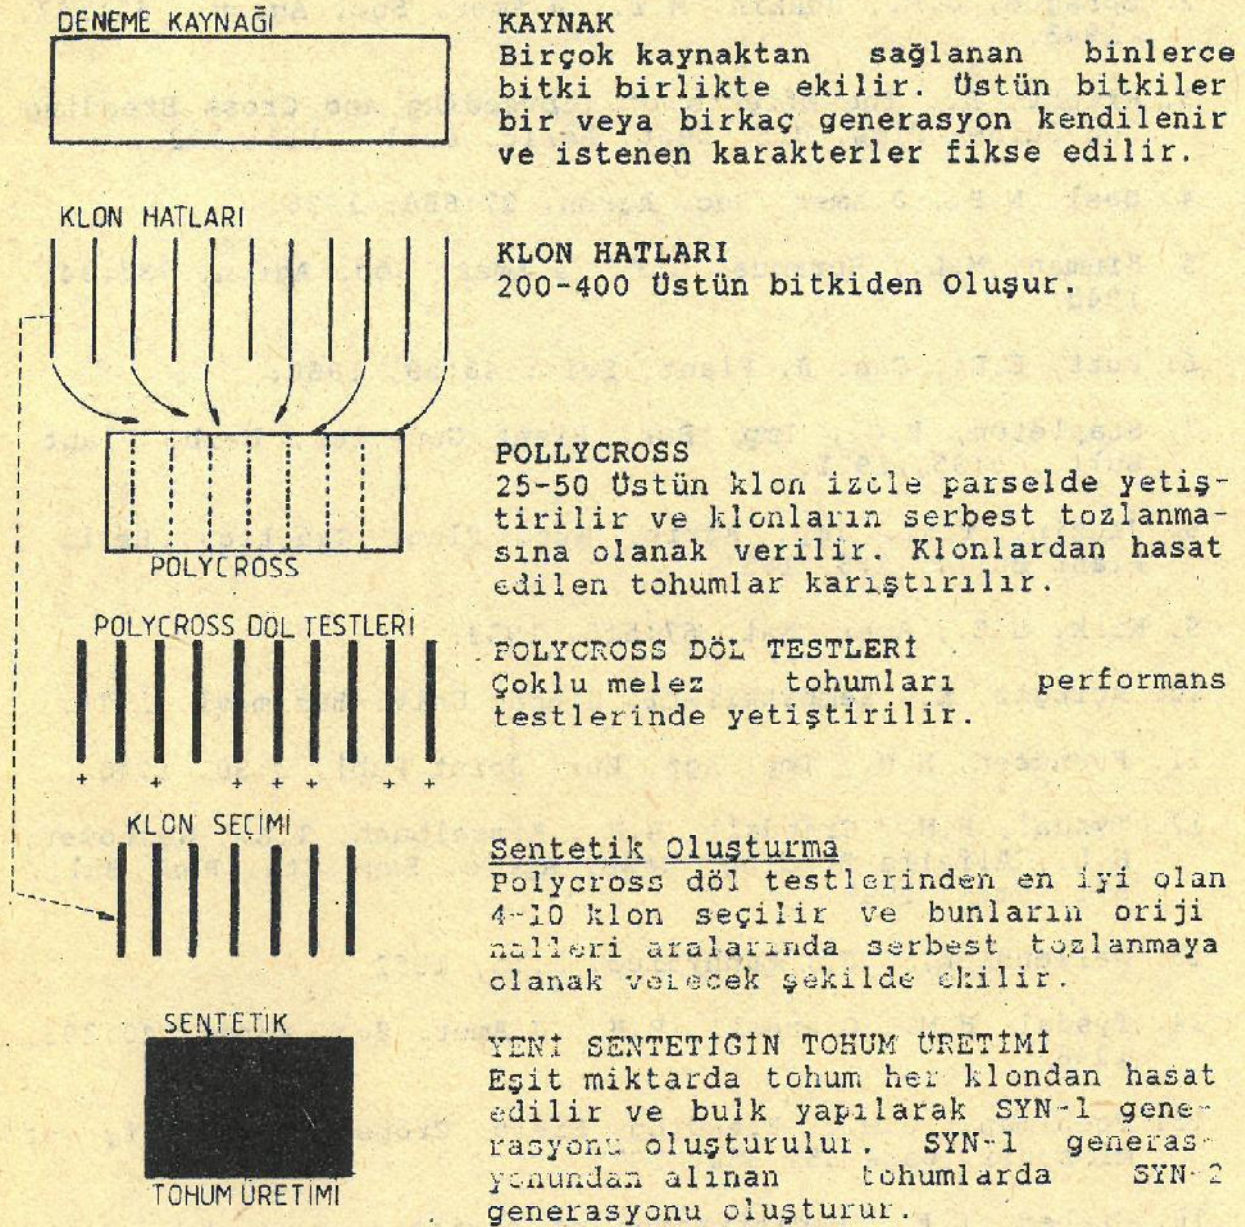 DENEME KAYNAĞI
KAYNAK
Birçok kaynaktan sağlanan binlerce
bitki birlikte ekilir. Üstün bitkiler
bir veya birkaç generasyon kendilenir
ve istenen karakterler fikse edilir.
KLON HATLARI
KLON HATLARI
200-400 Üstün bitkiden Oluşur.
POLLYCROSS
25-50 Üstün klon izole parselde yetiş-
tirilir ve klonların serbest tozlanma-
sına olanak verilir. Klonlardan hasat
edilen tohumlar karıştırılır.
POLYCROSS
POLYCROSS DÖL TESTLERİ
POLYCROSS DÖL TESTLERİ
Çoklu melez tohumları performans
testlerinde yetiştirilir.
+ + + + + + + +
KLON SEÇİMİ
Sentetik Oluşturma
Polycross döl testlerinden en iyi olan
4-10 klon seçilir ve bunların oriji
nalleri aralarında serbest tozlanmaya
olanak verecek şekilde ekilir.
SENTETİK
TOHUM ÜRETİMİ
YENİ SENTETİĞİN TOHUM ÜRETİMİ
Eşit miktarda tohum her klondan hasat
edilir ve bulk yapılarak SYN-1 gene-
rasyonu oluşturulur. SYN-1 generas-
yonundan alınan tohumlarda SYN-2
generasyonu oluşturur.